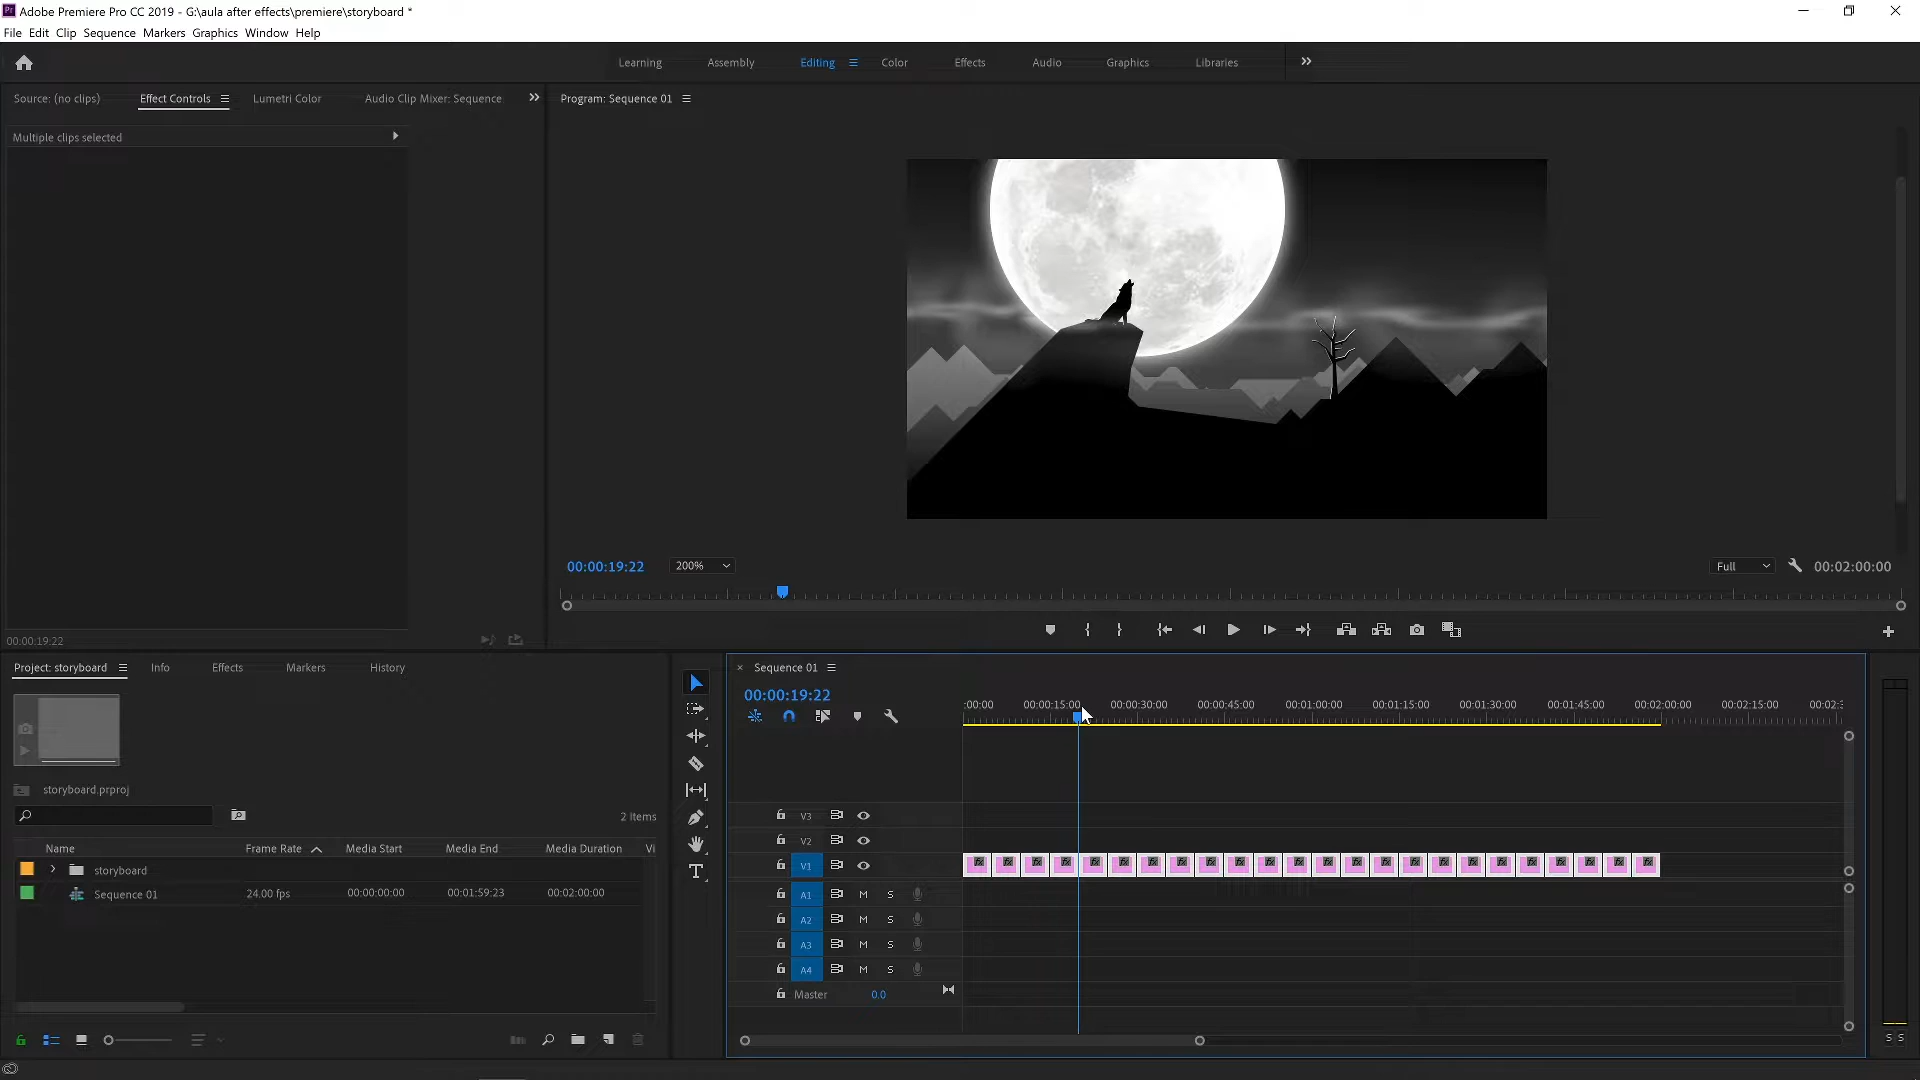 Adobe Premiere Pro CC 2019 - G:\aula after effects\premiere\storyboard *
File Edit Clip Sequence Markers Graphics Window Help
Learning Assembly Editing Color Effects Audio Graphics Libraries
Source: (no clips) Effect Controls Lumetri Color Audio Clip Mixer: Sequence Program: Sequence 01
Multiple clips selected
00:00:19:22 200% Full 00:02:00:00
00:00:19:22
Project: storyboard Info Effects Markers History
Sequence 01
00:00:19:22
:00:00 00:00:15:00 00:00:30:00 00:00:45:00 00:01:00:00 00:01:15:00 00:01:30:00 00:01:45:00 00:02:00:00 00:02:15:00
storyboard.prproj
2 Items
Name Frame Rate Media Start Media End Media Duration Vi
storyboard
Sequence 01 24.00 fps 00:00:00:00 00:01:59:23 00:02:00:00
V3
V2
V1
A1 M S
A2 M S
A3 M S
A4 M S
Master 0.0
S S